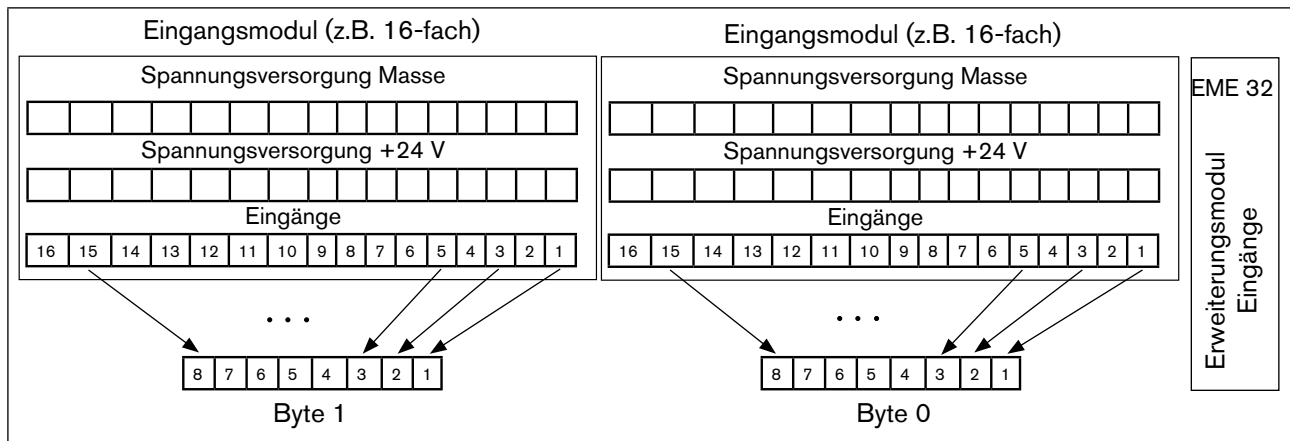 Eingangsmodul (z.B. 16-fach)
Spannungsversorgung Masse
Spannungsversorgung +24 V
Eingänge
16 15 14 13 12 11 10 9 8 7 6 5 4 3 2 1
. . .
8 7 6 5 4 3 2 1
Byte 1
Eingangsmodul (z.B. 16-fach)
Spannungsversorgung Masse
Spannungsversorgung +24 V
Eingänge
16 15 14 13 12 11 10 9 8 7 6 5 4 3 2 1
. . .
8 7 6 5 4 3 2 1
Byte 0
EME 32
Erweiterungsmodul
Eingänge